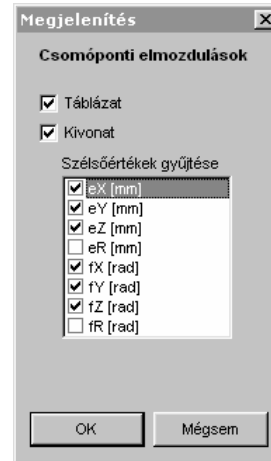 Megjelenítés
Csomóponti elmozdulások
Táblázat
Kivonat
Szélsőértékek gyűjtése
eX [mm]
eY [mm]
eZ [mm]
eR [mm]
fX [rad]
fY [rad]
fZ [rad]
fR [rad]
OK Mégsem